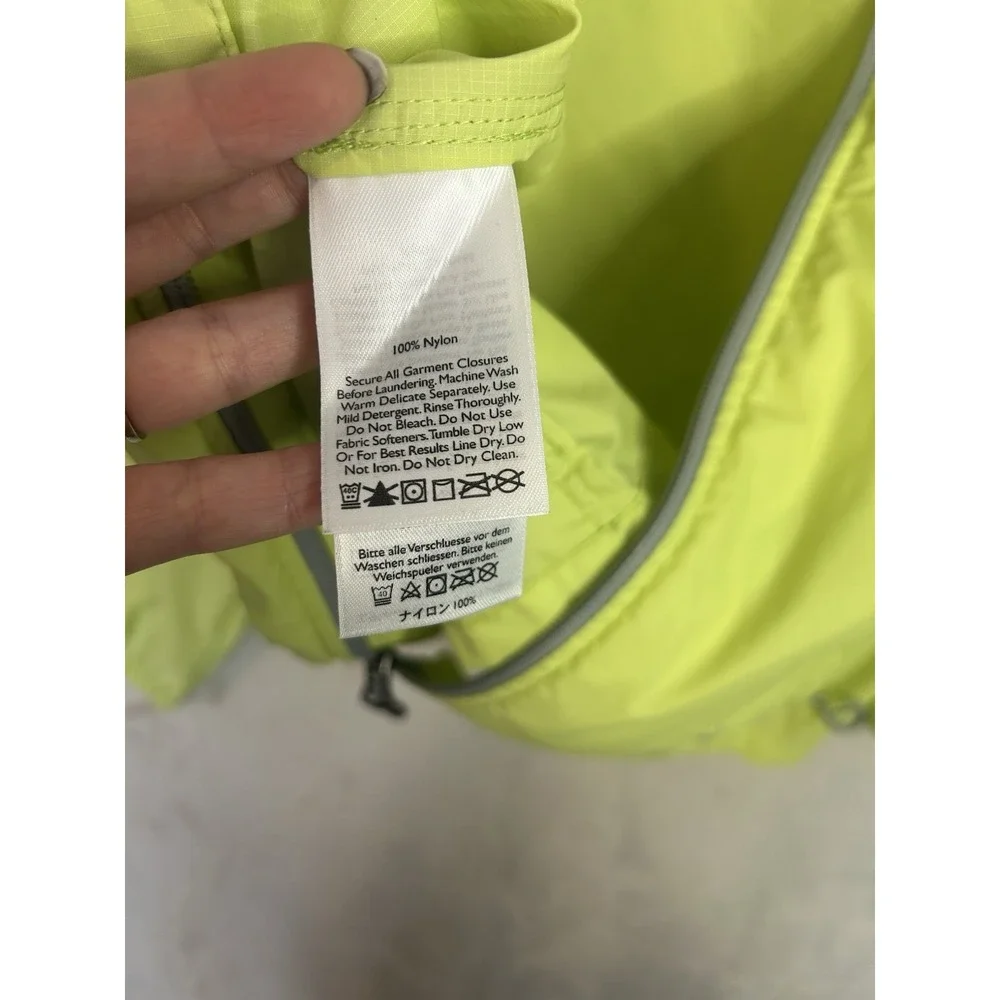 100% Nylon
Secure All Garment Closures
Before Laundering. Machine Wash
Warm Delicate Separately. Use
Mild Detergent. Rinse Thoroughly.
Do Not Bleach. Do Not Use
Fabric Softeners. Tumble Dry Low
Or For Best Results Line Dry. Do
Not Iron. Do Not Dry Clean.
40C
Bitte alle Verschluesse vor dem
Waschen schliessen. Bitte keinen
Weichspueler verwenden.
40
ナイロン 100%